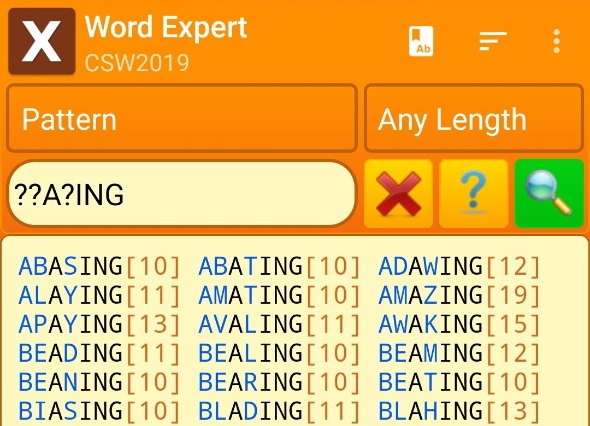 X Word Expert
CSW2019
Ab
Pattern Any Length
??A?ING ?
ABASING[10] ABATING[10] ADAWING[12]
ALAYING[11] AMATING[10] AMAZING[19]
APAYING[13] AVALING[11] AWAKING[15]
BEADING[11] BEALING[10] BEAMING[12]
BEANING[10] BEARING[10] BEATING[10]
BIASING[10] BLADING[11] BLAHING[13]